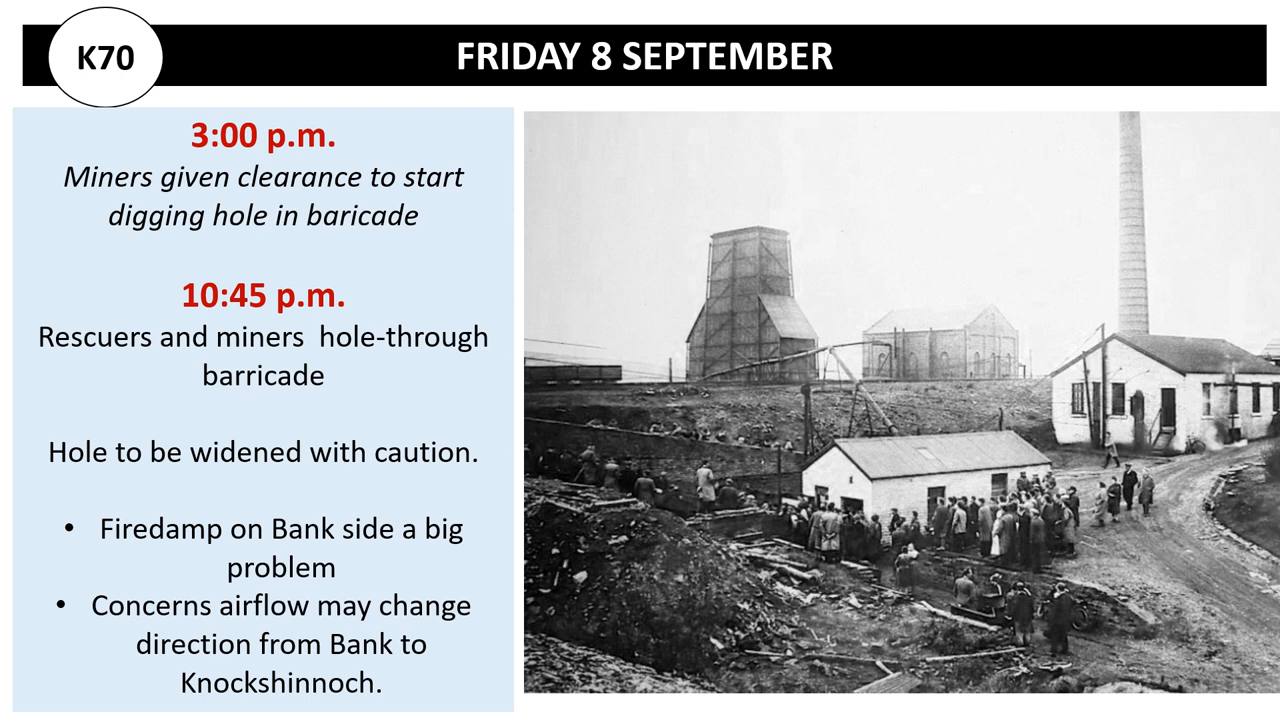 K70
FRIDAY 8 SEPTEMBER
3:00 p.m.
Miners given clearance to start
digging hole in baricade
10:45 p.m.
Rescuers and miners  hole-through
barricade
Hole to be widened with caution.
• Firedamp on Bank side a big
problem
• Concerns airflow may change
direction from Bank to
Knockshinnoch.